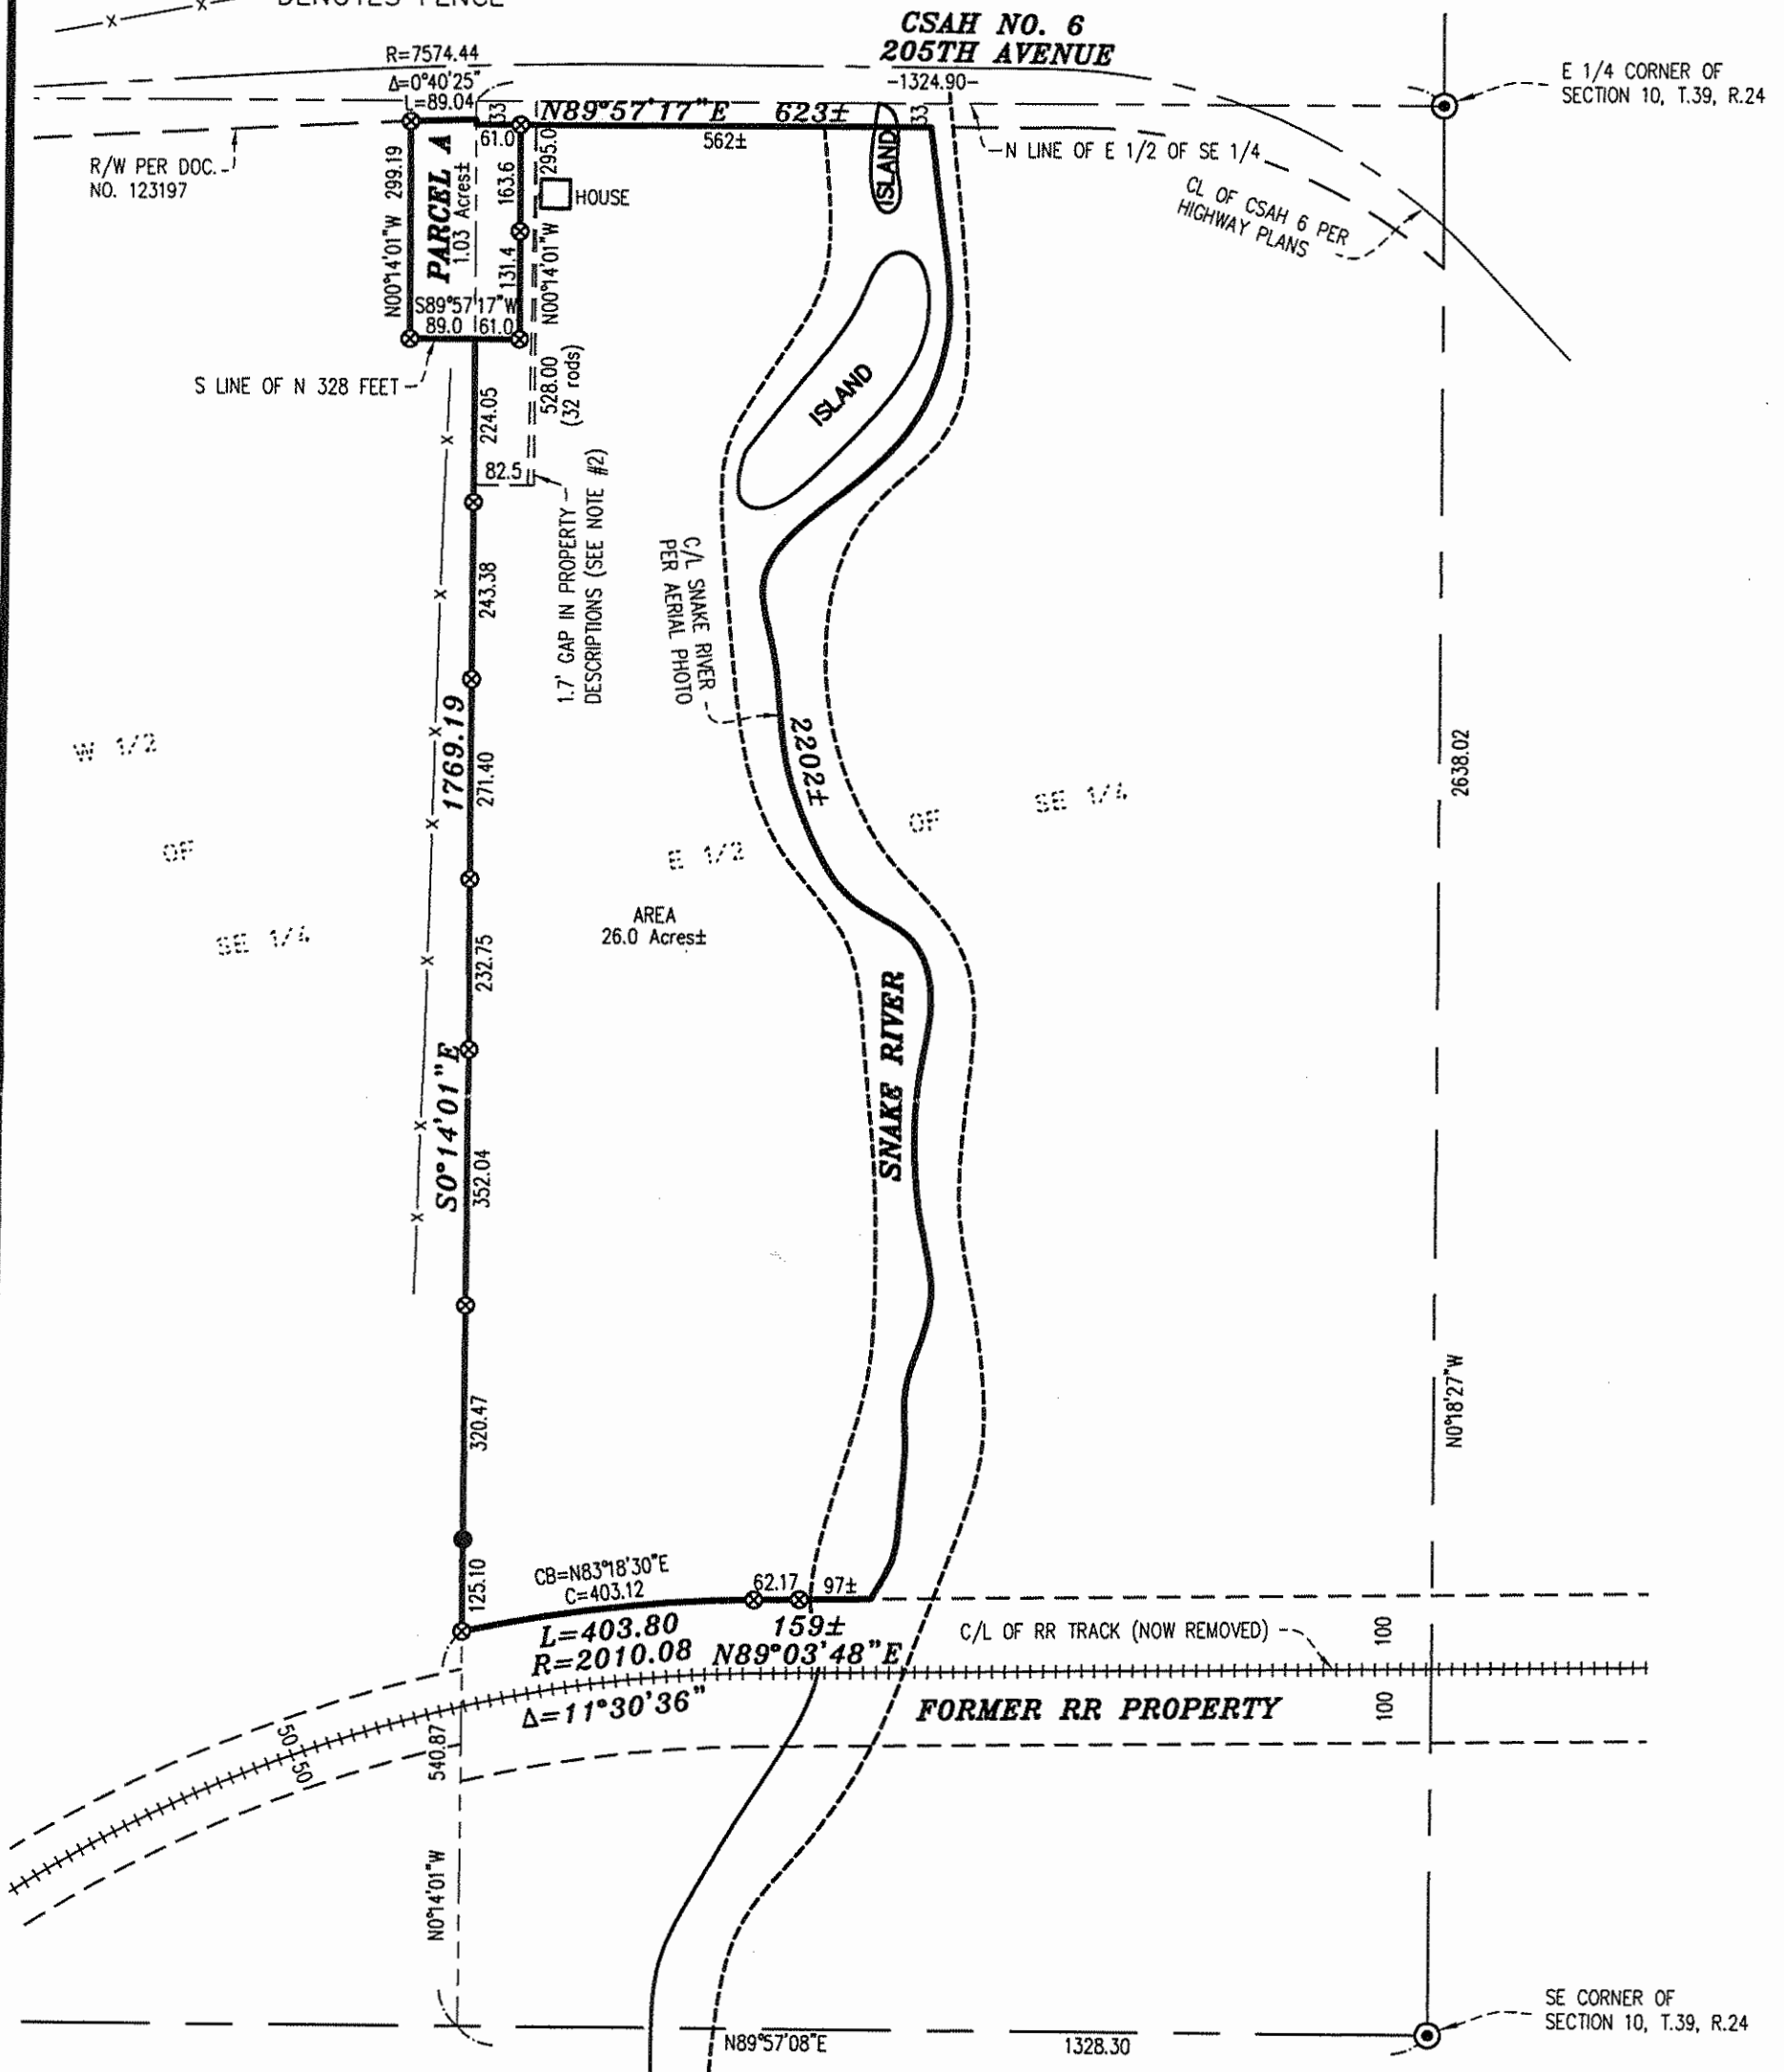 DENOTES FENCE
CSAH NO. 6
205TH AVENUE
R=7574.44
Δ=0°40'25"
L=89.04
-1324.90-
E 1/4 CORNER OF
SECTION 10, T.39, R.24
33
N89°57'17"E 623±
33
61.0
562±
N LINE OF E 1/2 OF SE 1/4
R/W PER DOC.
NO. 123197
N00°14'01"W 299.19
PARCEL A
1.03 Acres±
163.6
131.4
295.0
N00°14'01"W
HOUSE
ISLAND
CL OF CSAH 6 PER
HIGHWAY PLANS
S89°57'17"W
89.0
61.0
S LINE OF N 328 FEET
528.00
(32 rods)
ISLAND
224.05
82.5
1.7' GAP IN PROPERTY
DESCRIPTIONS (SEE NOTE #2)
243.38
C/L SNAKE RIVER
PER AERIAL PHOTO
1769.19
271.40
2202±
2638.02
W 1/2
OF
SE 1/4
E 1/2
OF
SE 1/4
AREA
26.0 Acres±
232.75
SNAKE RIVER
S0°14'01"E
352.04
320.47
N0°18'27"W
125.10
CB=N83°18'30"E
C=403.12
62.17
97±
L=403.80
159±
R=2010.08 N89°03'48"E
C/L OF RR TRACK (NOW REMOVED)
100
Δ=11°30'36"
FORMER RR PROPERTY
100
50
50
540.87
N0°14'01"W
SE CORNER OF
SECTION 10, T.39, R.24
N89°57'08"E
1328.30